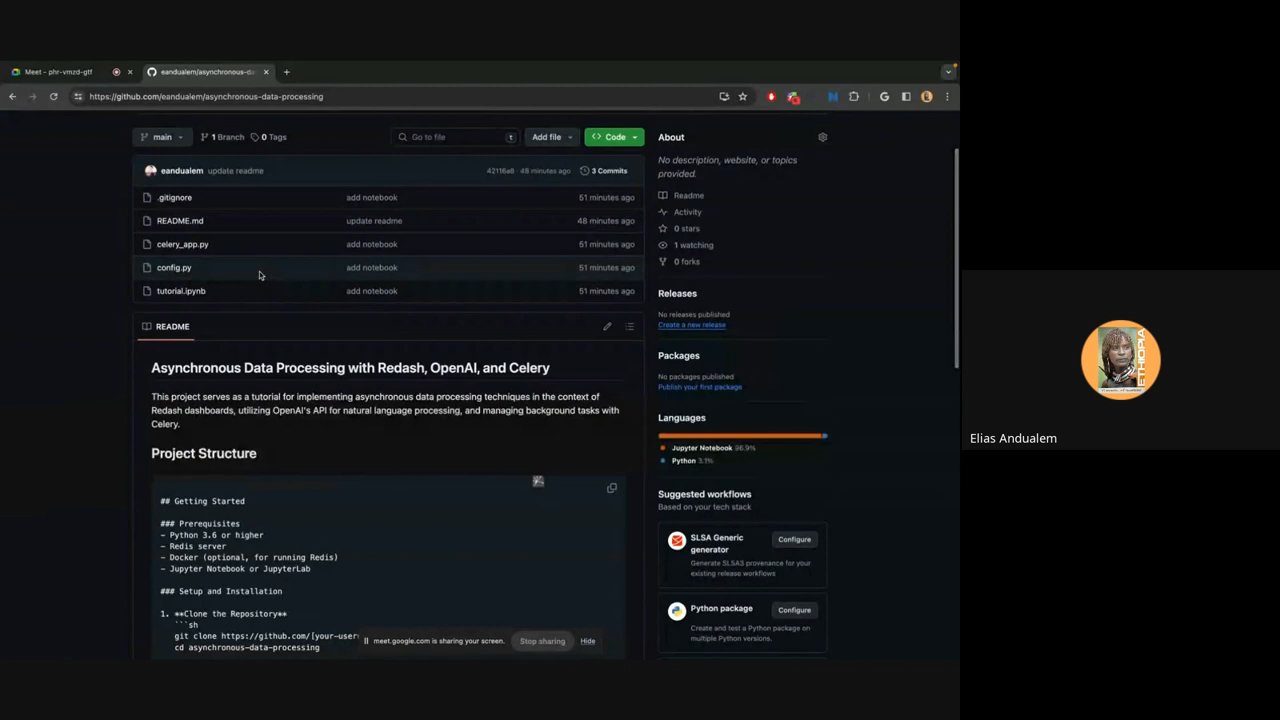 Meet – phr-vmzd-gtf
eandualem/asynchronous-da
https://github.com/eandualem/asynchronous-data-processing
main
1 Branch
0 Tags
Go to file
t
Add file
Code
About
No description, website, or topics
provided.
eandualem update readme
42116a8 · 48 minutes ago
3 Commits
.gitignore add notebook 51 minutes ago
README.md update readme 48 minutes ago
celery_app.py add notebook 51 minutes ago
config.py add notebook 51 minutes ago
tutorial.ipynb add notebook 51 minutes ago
Readme
Activity
0 stars
1 watching
0 forks
Releases
No releases published
Create a new release
README
Packages
No packages published
Publish your first package
Asynchronous Data Processing with Redash, OpenAI, and Celery
This project serves as a tutorial for implementing asynchronous data processing techniques in the context of
Redash dashboards, utilizing OpenAI's API for natural language processing, and managing background tasks with
Celery.
Languages
Jupyter Notebook 96.9%
Python 3.1%
Project Structure
## Getting Started
### Prerequisites
- Python 3.6 or higher
- Redis server
- Docker (optional, for running Redis)
- Jupyter Notebook or JupyterLab
### Setup and Installation
1. **Clone the Repository**
```sh
git clone https://github.com/[your-user
cd asynchronous-data-processing
Suggested workflows
Based on your tech stack
SLSA Generic
generator
Configure
Generate SLSA3 provenance for your
existing release workflows
Python package
Configure
Create and test a Python package on
multiple Python versions.
meet.google.com is sharing your screen.
Stop sharing
Hide
ETHIOPIA
Elias Andualem